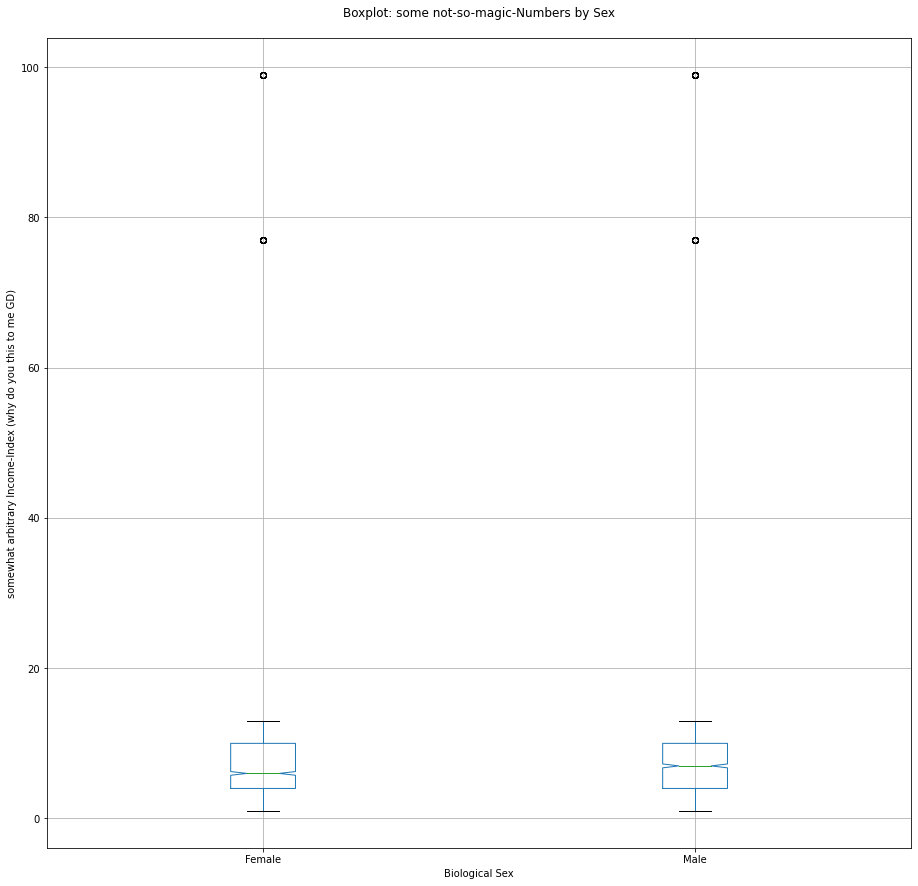 Boxplot: some not-so-magic-Numbers by Sex
somewhat arbitrary Income-Index (why do you this to me GD)
100
80
60
40
20
0
Female
Male
Biological Sex